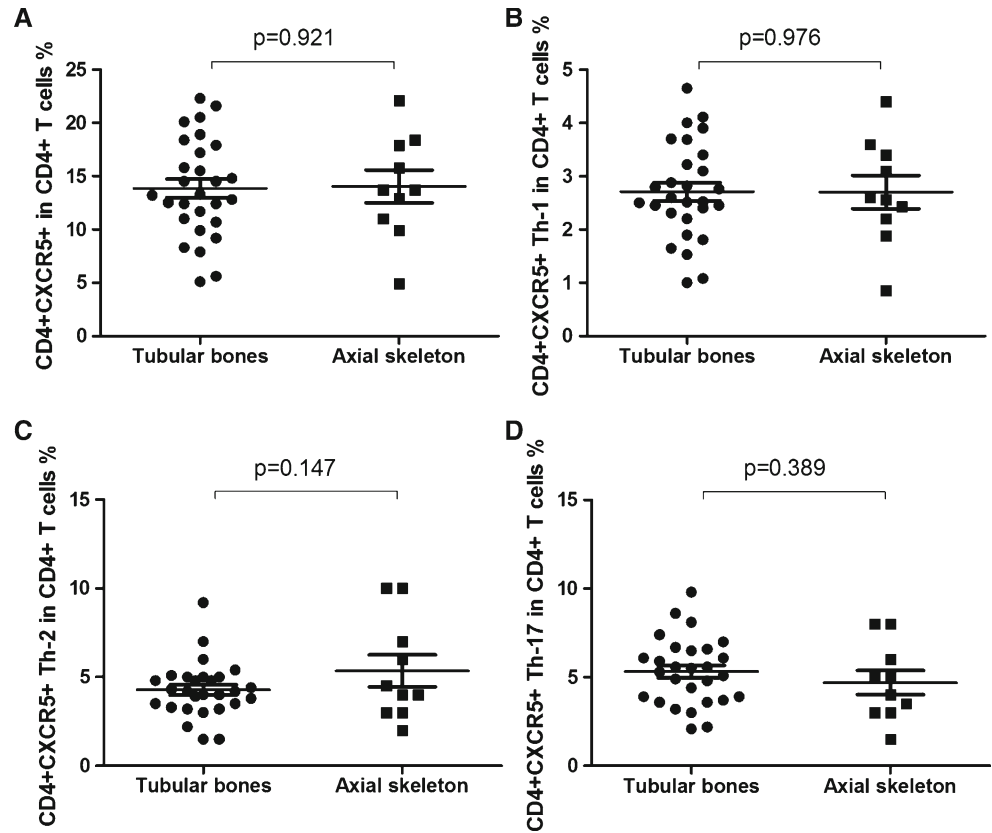 A
CD4+CXCR5+ in CD4+ T cells %
p=0.921
25
20
15
10
5
0
Tubular bones
Axial skeleton
B
CD4+CXCR5+ Th-1 in CD4+ T cells %
p=0.976
5
4
3
2
1
0
Tubular bones
Axial skeleton
C
CD4+CXCR5+ Th-2 in CD4+ T cells %
p=0.147
15
10
5
0
Tubular bones
Axial skeleton
D
CD4+CXCR5+ Th-17 in CD4+ T cells %
p=0.389
15
10
5
0
Tubular bones
Axial skeleton